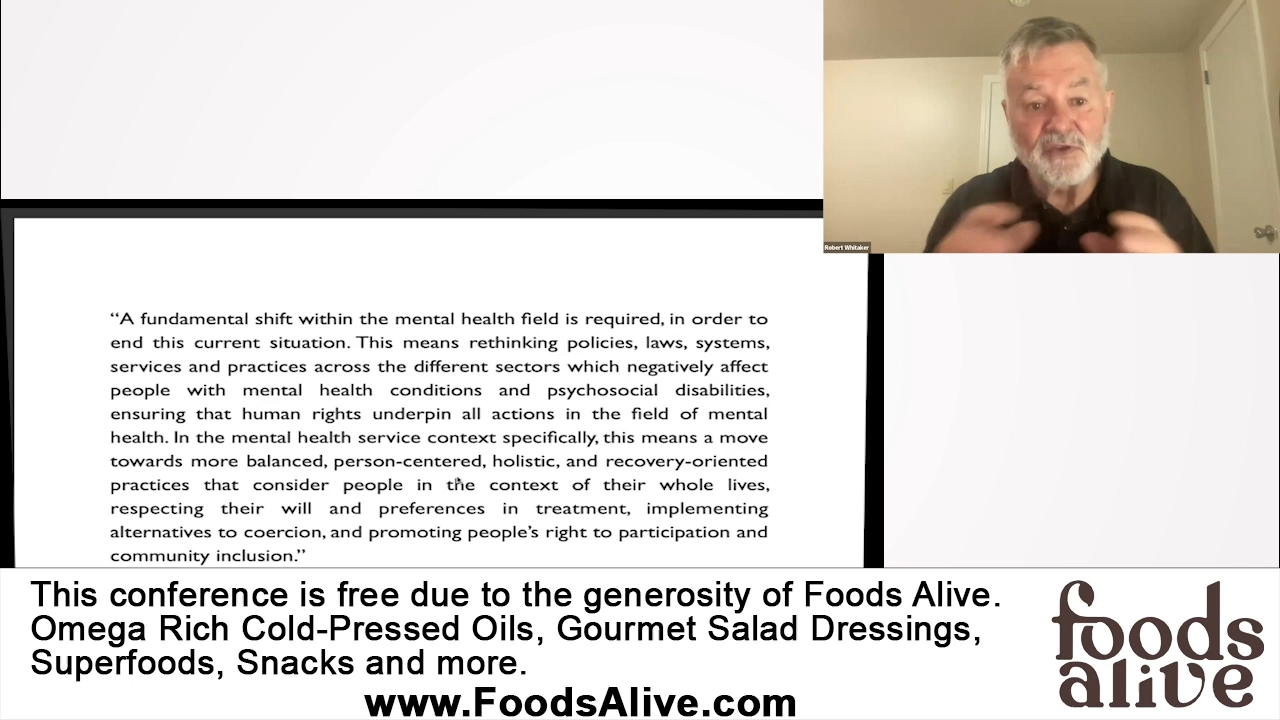 Robert Whitaker
“A fundamental shift within the mental health field is required, in order to
end this current situation. This means rethinking policies, laws, systems,
services and practices across the different sectors which negatively affect
people with mental health conditions and psychosocial disabilities,
ensuring that human rights underpin all actions in the field of mental
health. In the mental health service context specifically, this means a move
towards more balanced, person-centered, holistic, and recovery-oriented
practices that consider people in the context of their whole lives,
respecting their will and preferences in treatment, implementing
alternatives to coercion, and promoting people’s right to participation and
community inclusion.”
This conference is free due to the generosity of Foods Alive.
Omega Rich Cold-Pressed Oils, Gourmet Salad Dressings,
Superfoods, Snacks and more.
www.FoodsAlive.com
foods
alive